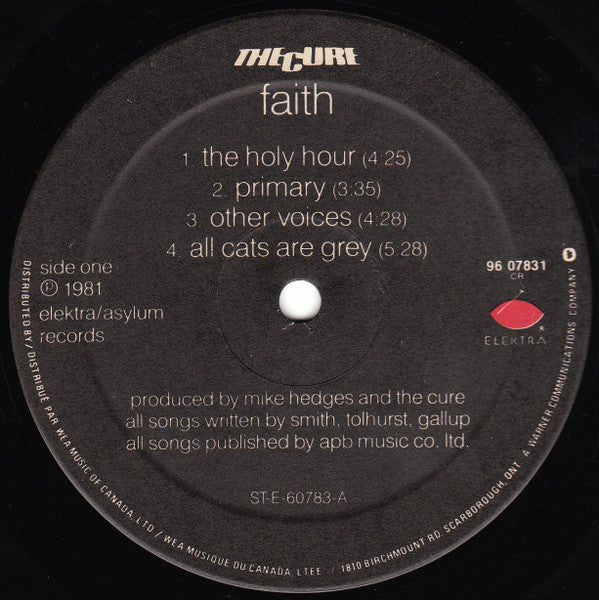 THE CURE
faith
1. the holy hour (4:25)
2. primary (3:35)
3. other voices (4:28)
4. all cats are grey (5:28)
side one
Ⓟ 1981
elektra/asylum
records
96 07831
CR
ELEKTRA
produced by mike hedges and the cure
all songs written by smith, tolhurst, gallup
all songs published by apb music co. ltd.
ST-E-60783-A
DISTRIBUTED BY / DISTRIBUÉ PAR WEA MUSIC OF CANADA, LTD / WEA MUSIQUE DU CANADA, LTEE / 1810 BIRCHMOUNT RD, SCARBOROUGH, ONT. A WARNER COMMUNICATIONS COMPANY